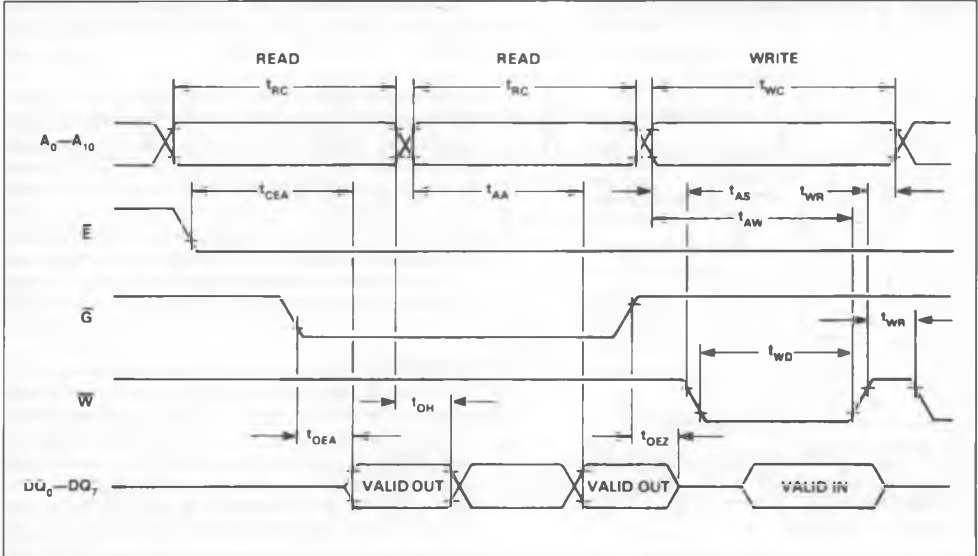 READ READ WRITE
tRC tRC tWC
A0—A10
tCEA tAA tAS tWR
tAW
E̅
G̅
tWR
tWD
W̅
tOH
tOEA tOEZ
DQ0—DQ7 VALID OUT VALID OUT VALID IN